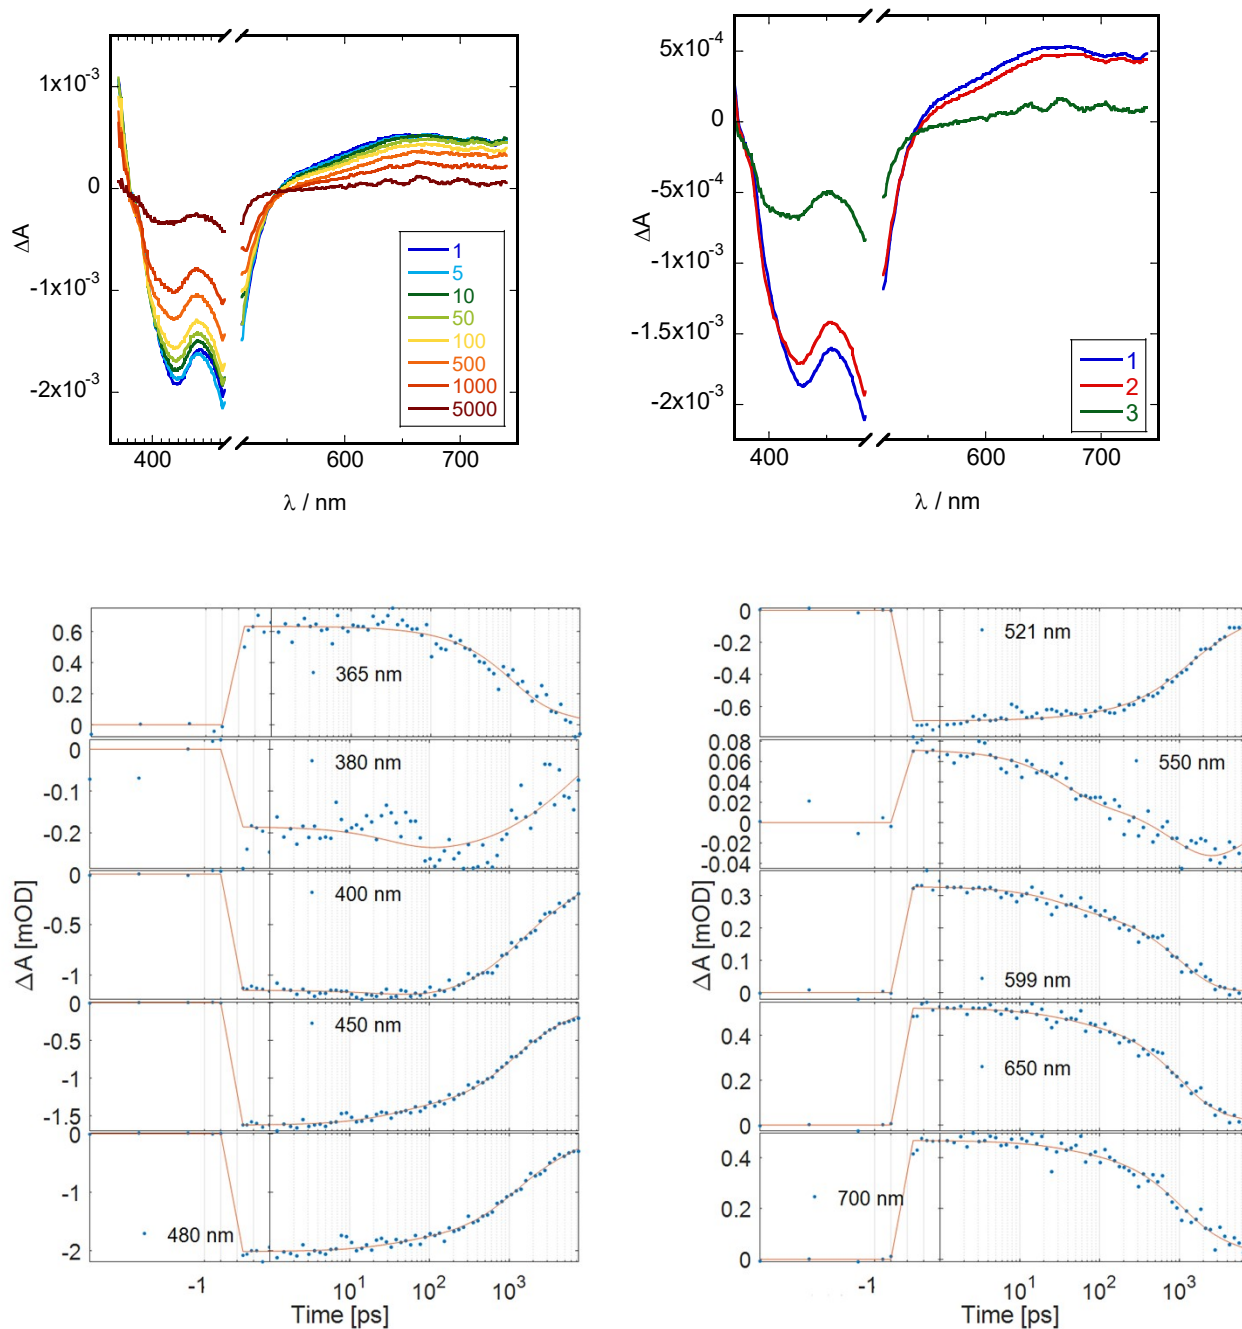 1x10⁻³
0
-1x10⁻³
-2x10⁻³
ΔA
1
5
10
50
100
500
1000
5000
400
600
700
λ / nm
5x10⁻⁴
0
-5x10⁻⁴
-1x10⁻³
-1.5x10⁻³
-2x10⁻³
ΔA
1
2
3
400
600
700
λ / nm
0.6
0.4
0.2
0
365 nm
0
-0.1
-0.2
380 nm
0
-0.5
-1
400 nm
ΔA [mOD]
0
-0.5
-1
-1.5
450 nm
0
-1
-2
480 nm
-1
10¹
10²
10³
Time [ps]
0
-0.2
-0.4
-0.6
521 nm
0.08
0.06
0.04
0.02
0
-0.02
-0.04
550 nm
0.3
0.2
0.1
0
599 nm
ΔA [mOD]
0.4
0.2
0
650 nm
0.4
0.2
0
700 nm
-1
10¹
10²
10³
Time [ps]